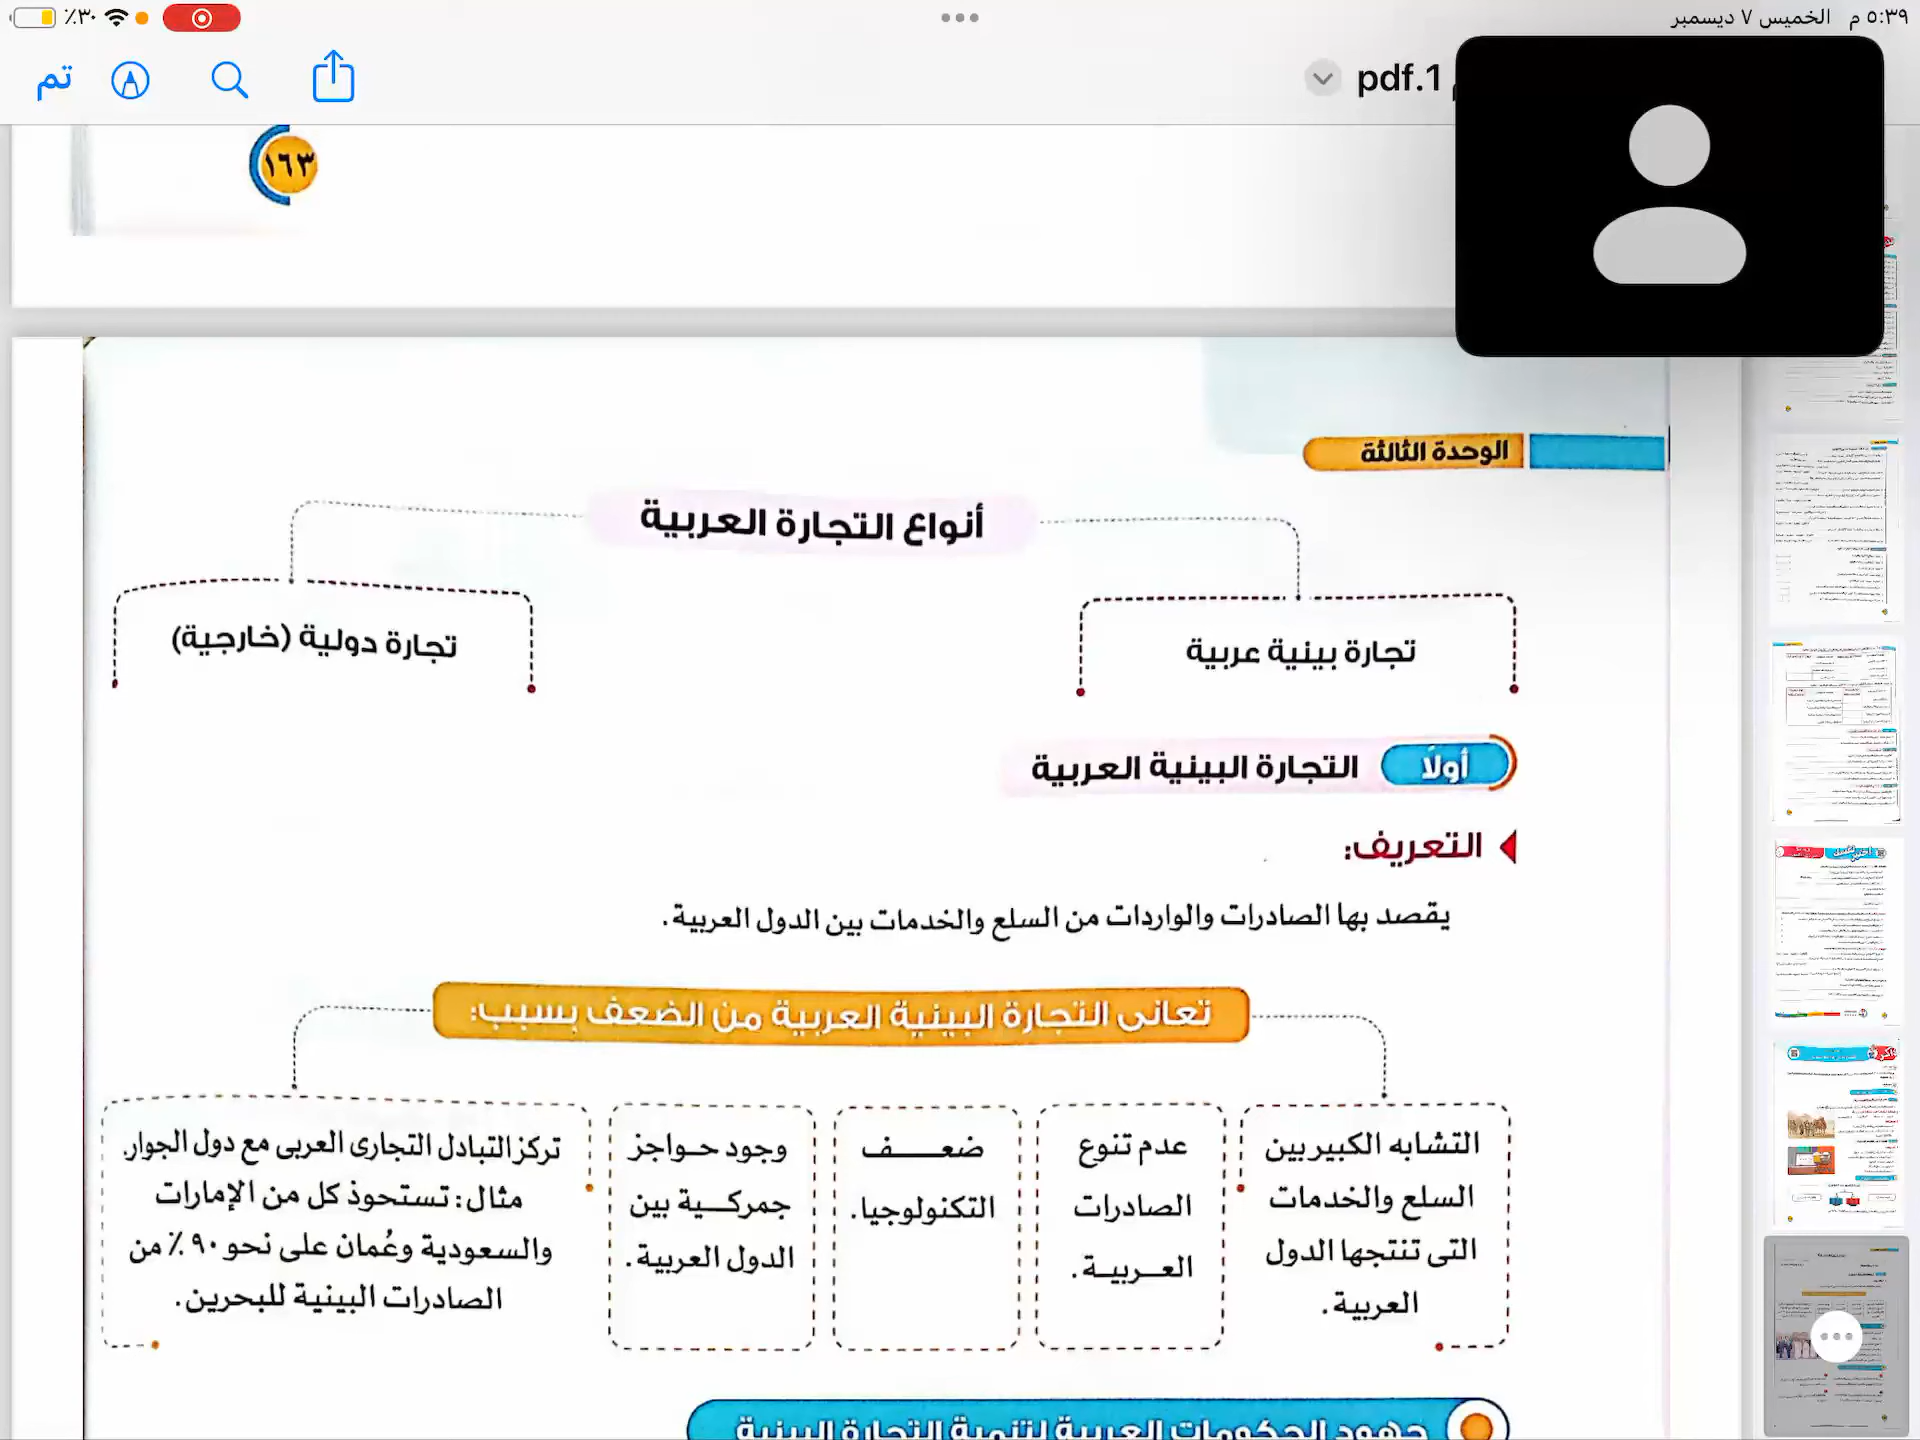 ٥:٣٩ م الخميس ٧ ديسمبر
٪٣٠
تم
pdf.1
١٦٣
الوحدة الثالثة
أنواع التجارة العربية
تجارة بينية عربية
تجارة دولية (خارجية)
أولًا
التجارة البينية العربية
التعريف:
يقصد بها الصادرات والواردات من السلع والخدمات بين الدول العربية.
تعانى التجارة البينية العربية من الضعف بسبب:
التشابه الكبير بين
السلع والخدمات
التى تنتجها الدول
العربية.
عدم تنوع
الصادرات
العربية.
ضعف
التكنولوجيا.
وجود حواجز
جمركية بين
الدول العربية.
تركز التبادل التجارى العربى مع دول الجوار.
مثال: تستحوذ كل من الإمارات
والسعودية وعُمان على نحو ٩٠٪ من
الصادرات البينية للبحرين.
جهود الحكومات العربية لتنمية التجارة البينية